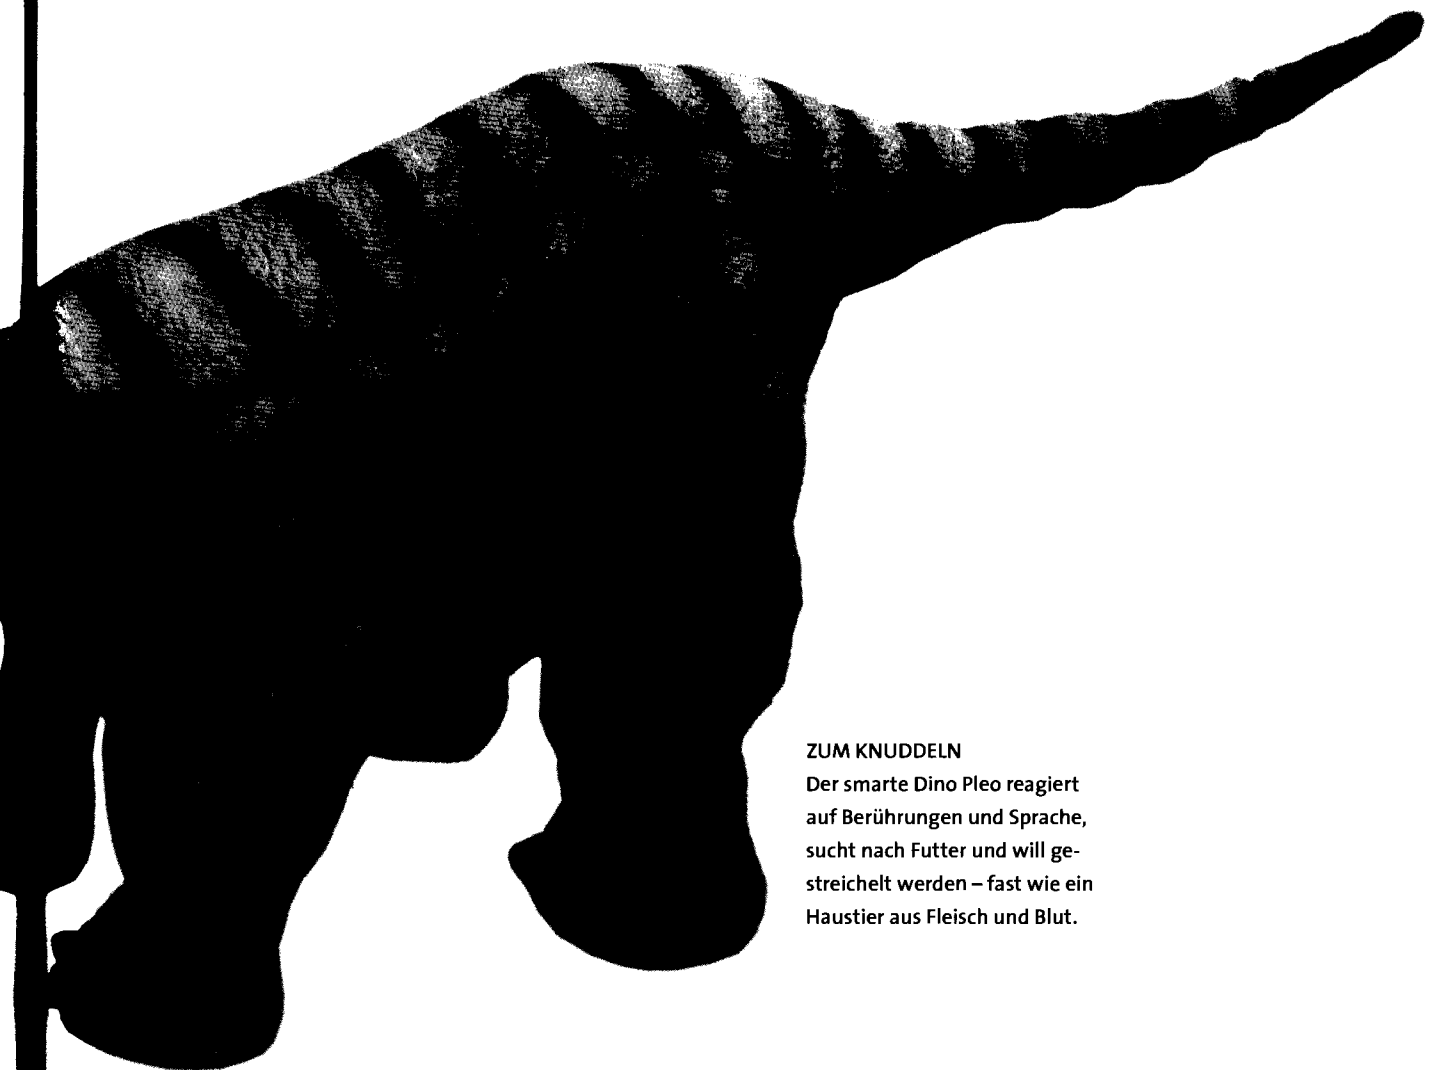 ZUM KNUDDELN
Der smarte Dino Pleo reagiert
auf Berührungen und Sprache,
sucht nach Futter und will ge-
streichelt werden – fast wie ein
Haustier aus Fleisch und Blut.